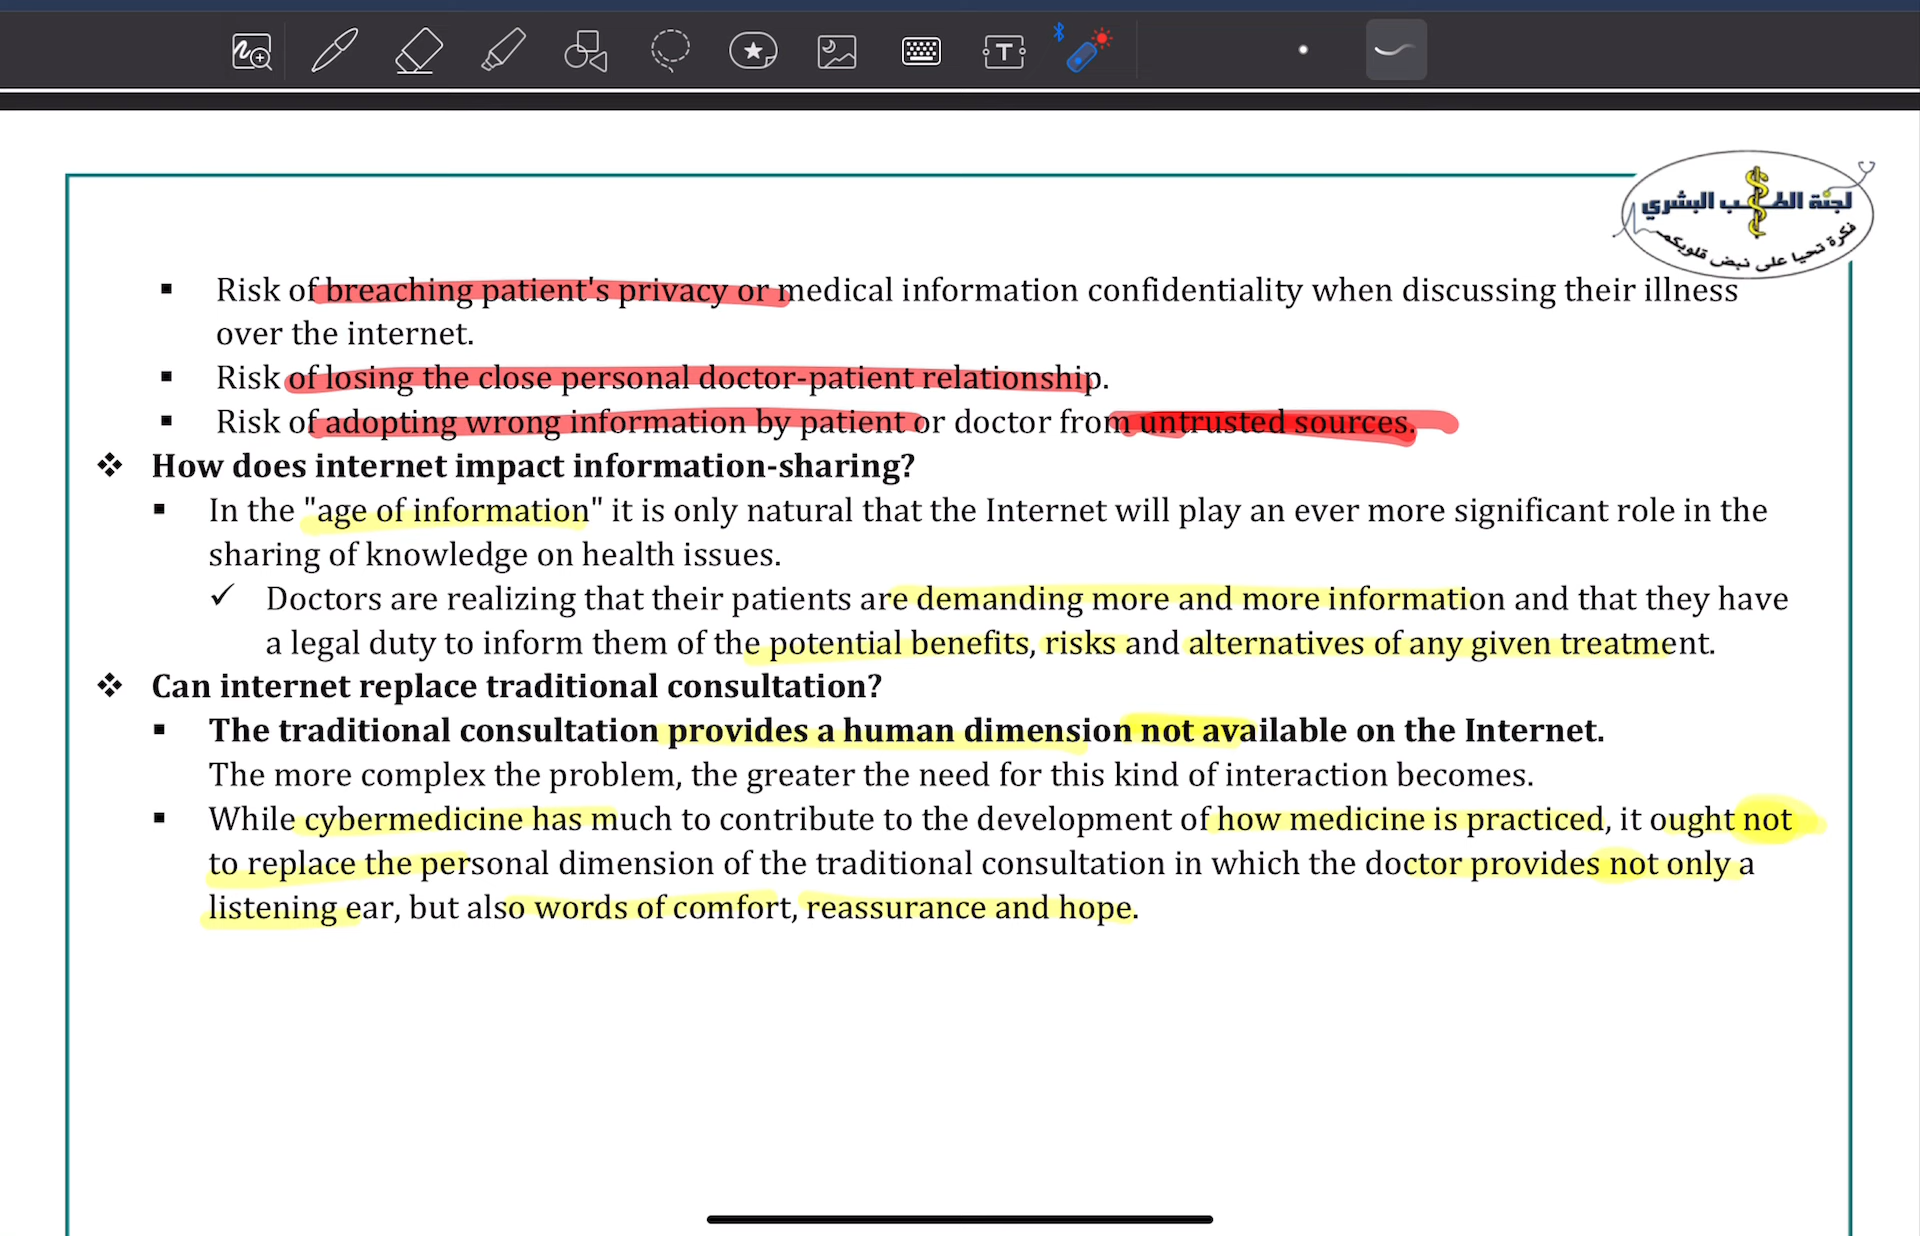 لجنة الطب البشري
فكرة تحيا على نبض قلوبكم
▪ Risk of breaching patient's privacy or medical information confidentiality when discussing their illness
over the internet.
▪ Risk of losing the close personal doctor-patient relationship.
▪ Risk of adopting wrong information by patient or doctor from untrusted sources.
❖ How does internet impact information-sharing?
▪ In the "age of information" it is only natural that the Internet will play an ever more significant role in the
sharing of knowledge on health issues.
✓ Doctors are realizing that their patients are demanding more and more information and that they have
a legal duty to inform them of the potential benefits, risks and alternatives of any given treatment.
❖ Can internet replace traditional consultation?
▪ The traditional consultation provides a human dimension not available on the Internet.
The more complex the problem, the greater the need for this kind of interaction becomes.
▪ While cybermedicine has much to contribute to the development of how medicine is practiced, it ought not
to replace the personal dimension of the traditional consultation in which the doctor provides not only a
listening ear, but also words of comfort, reassurance and hope.